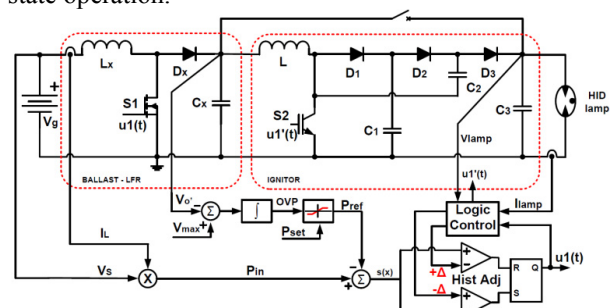 state operation.
Lx
Dx
L
D1
D2
D3
C2
S1
u1(t)
Cx
S2
u1'(t)
C1
C3
HID
lamp
+
Vg
Vlamp
BALLAST - LFR
IGNITOR
u1'(t)
Vo'
-
Vmax
+
Σ
∫
OVP
Pref
Pset
Logic
Control
Ilamp
IL
u1(t)
s(x)
VS
X
Pin
+
-
Σ
+
-
+Δ
Hist Adj
-Δ
+
R
Q
S